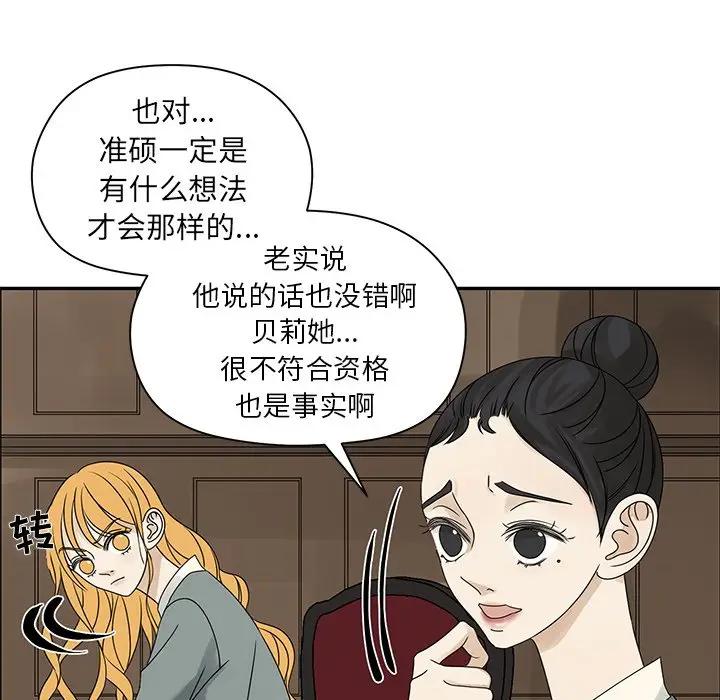 也对...
准硕一定是
有什么想法
才会那样的...
老实说
他说的话也没错啊
贝莉她...
很不符合资格
也是事实啊
转